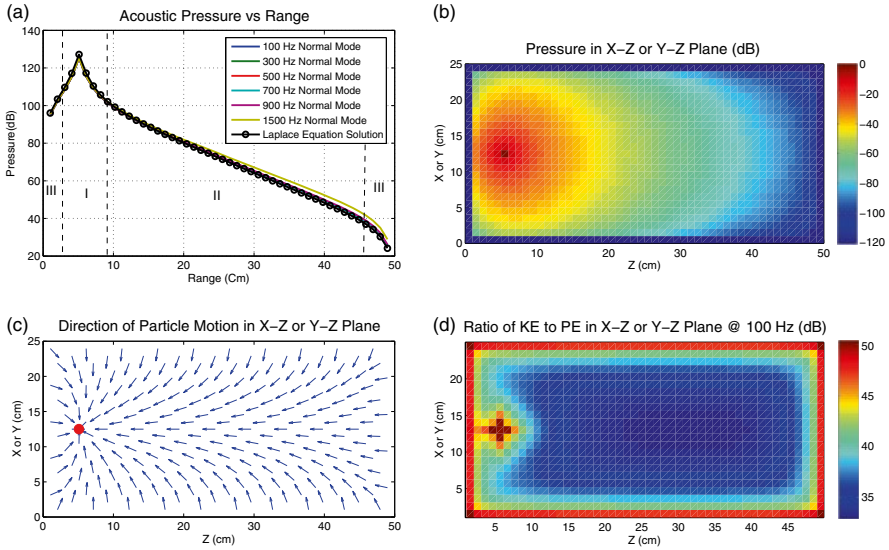 (a)
Acoustic Pressure vs Range
140
120
100
80
60
40
20
Pressure(dB)
100 Hz Normal Mode
300 Hz Normal Mode
500 Hz Normal Mode
700 Hz Normal Mode
900 Hz Normal Mode
1500 Hz Normal Mode
Laplace Equation Solution
III
I
II
III
0 10 20 30 40 50
Range (Cm)
(b)
Pressure in X−Z or Y−Z Plane (dB)
25
20
15
10
5
0
X or Y (cm)
0 10 20 30 40 50
Z (cm)
0
−20
−40
−60
−80
−100
−120
(c)
Direction of Particle Motion in X−Z or Y−Z Plane
25
20
15
10
5
0
X or Y (cm)
0 10 20 30 40 50
Z (cm)
(d)
Ratio of KE to PE in X−Z or Y−Z Plane @ 100 Hz (dB)
20
15
10
5
X or Y (cm)
5 10 15 20 25 30 35 40 45
Z (cm)
50
45
40
35